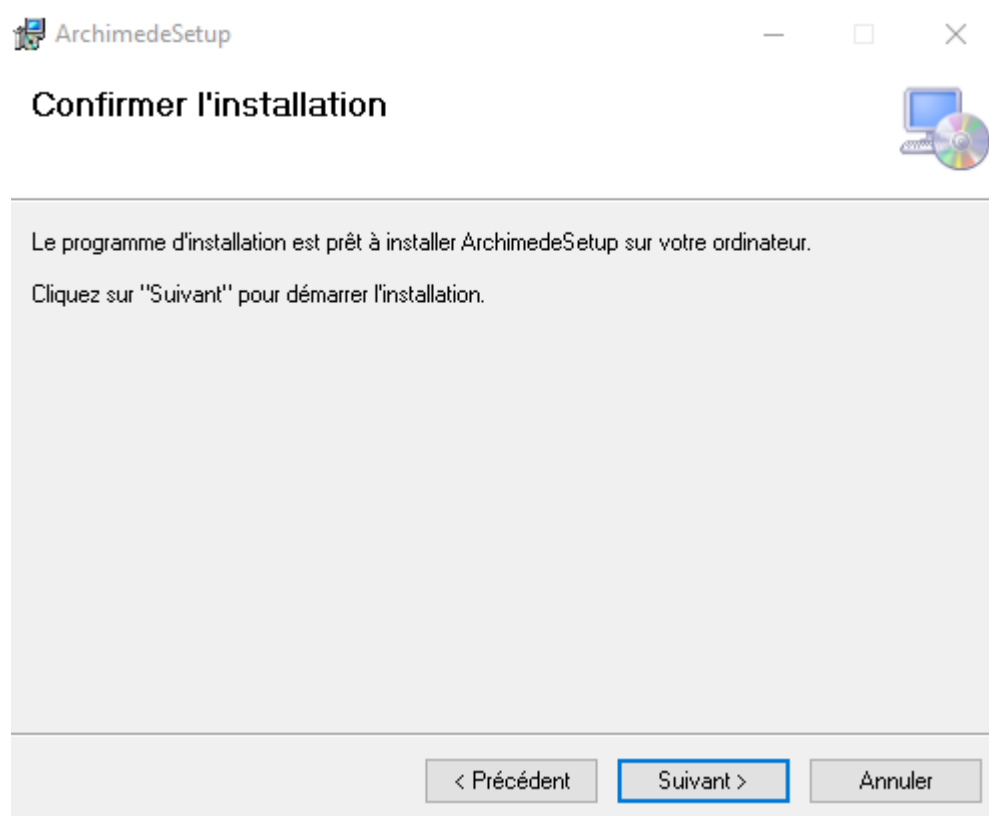 ArchimedeSetup
Confirmer l'installation
Le programme d'installation est prêt à installer ArchimedeSetup sur votre ordinateur.
Cliquez sur "Suivant" pour démarrer l'installation.
< Précédent
Suivant >
Annuler